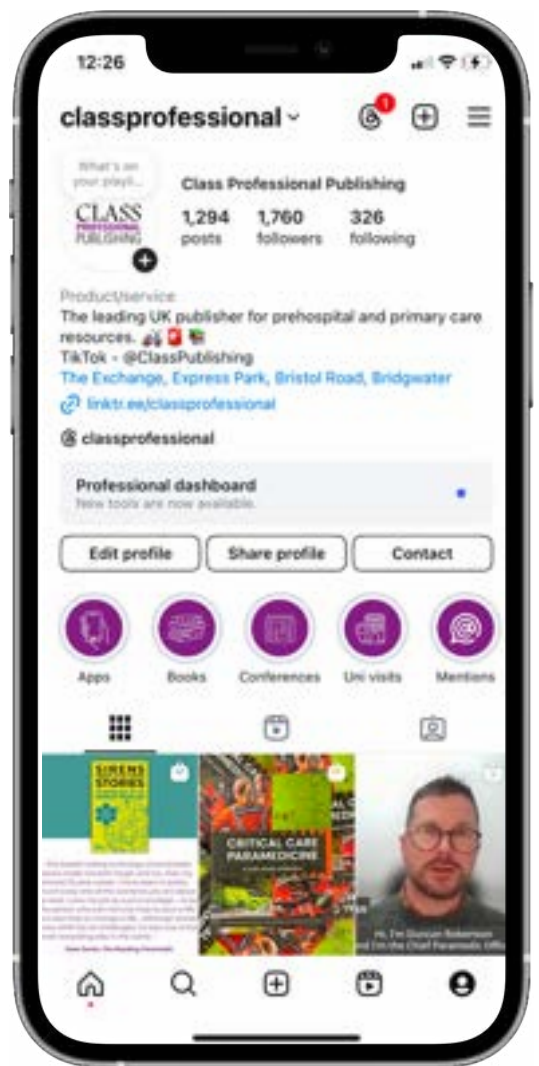 12:26
classprofessional
1
What's on
your playli...
CLASS
PROFESSIONAL
PUBLISHING
Class Professional Publishing
1,294 1,760 326
posts followers following
Product/service
The leading UK publisher for prehospital and primary care
resources.
TikTok - @ClassPublishing
The Exchange, Express Park, Bristol Road, Bridgwater
linktr.ee/classprofessional
classprofessional
Professional dashboard
New tools are now available.
Edit profile Share profile Contact
Apps Books Conferences Uni visits Mentions
SIRENS
STORIES
CRITICAL CARE
PARAMEDICINE
Hi, I'm Duncan Robertson
and I'm the Chief Paramedic Offic